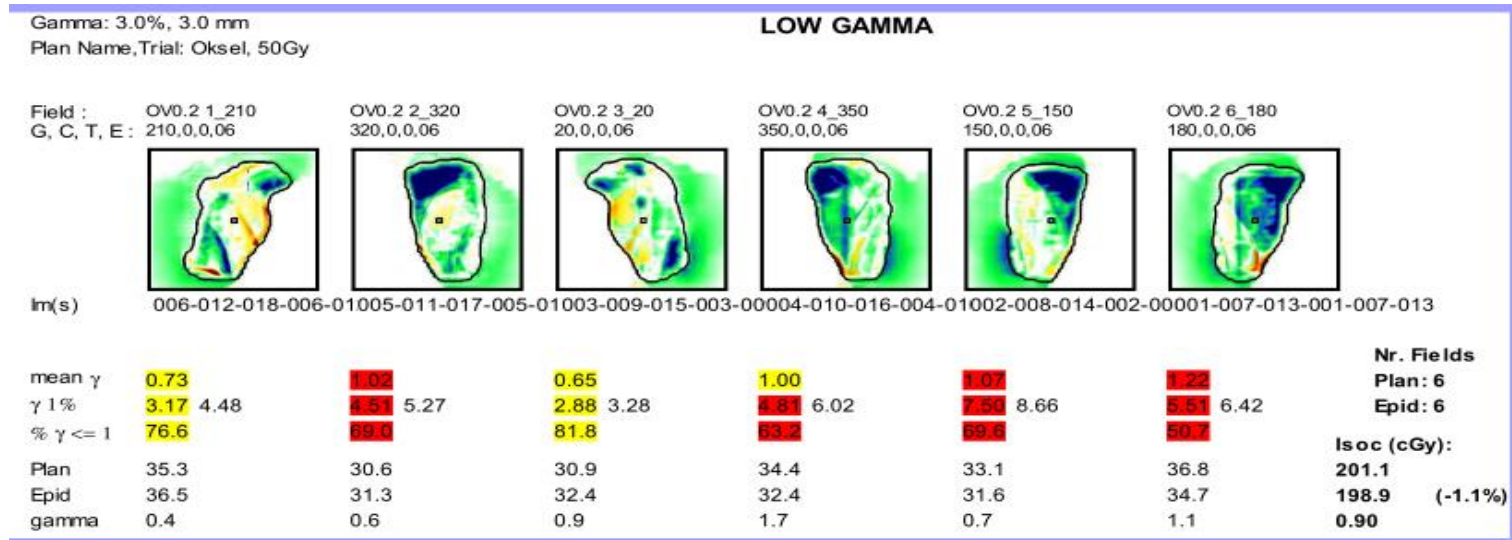 Gamma: 3.0%, 3.0 mm
LOW GAMMA
Plan Name,Trial: Oksel, 50Gy
Field : OV0.2 1_210 OV0.2 2_320 OV0.2 3_20 OV0.2 4_350 OV0.2 5_150 OV0.2 6_180
G, C, T, E : 210,0,0,06 320,0,0,06 20,0,0,06 350,0,0,06 150,0,0,06 180,0,0,06
Im(s) 006-012-018-006-01005-011-017-005-01003-009-015-003-00004-010-016-004-01002-008-014-002-00001-007-013-001-007-013
Nr. Fields
mean γ 0.73 1.02 0.65 1.00 1.07 1.22 Plan: 6
γ 1% 3.17 4.48 4.51 5.27 2.88 3.28 4.81 6.02 7.50 8.66 5.51 6.42 Epid: 6
% γ <= 1 76.6 69.0 81.8 63.2 69.6 50.7
Isoc (cGy):
Plan 35.3 30.6 30.9 34.4 33.1 36.8 201.1
Epid 36.5 31.3 32.4 32.4 31.6 34.7 198.9 (-1.1%)
gamma 0.4 0.6 0.9 1.7 0.7 1.1 0.90